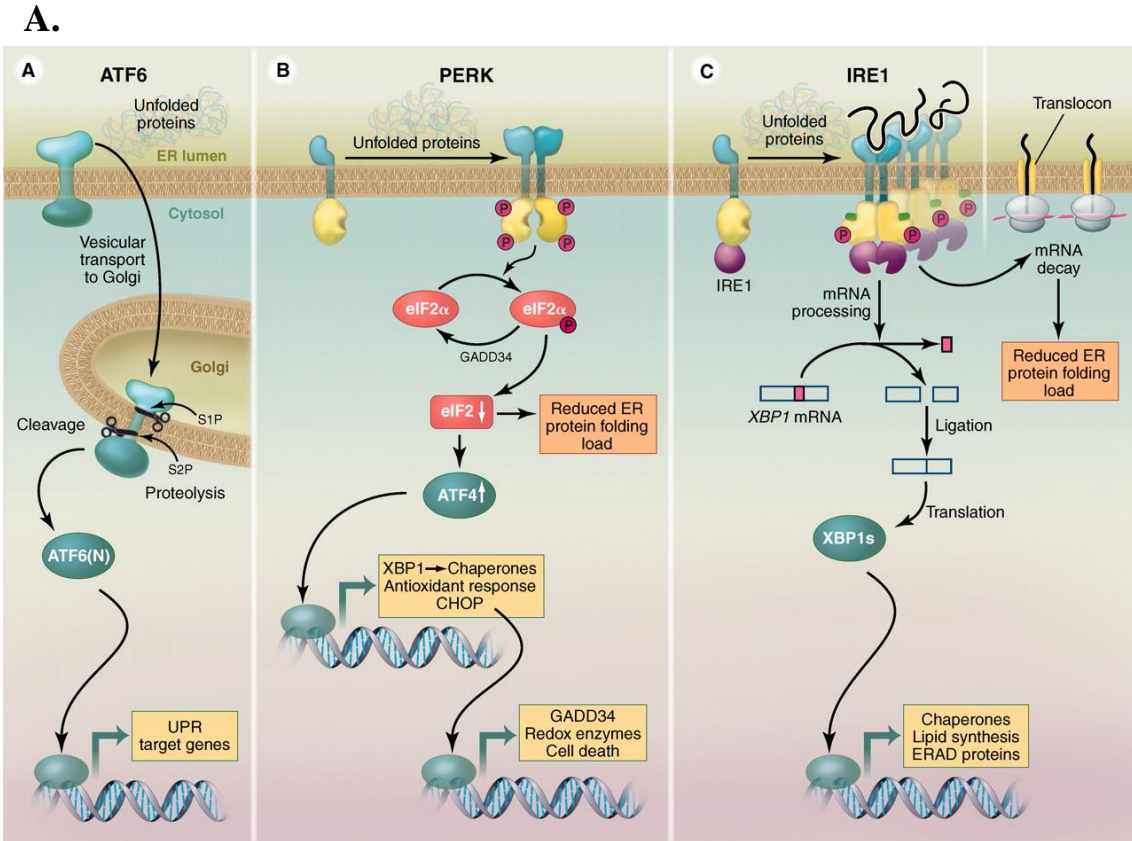 A.
A
ATF6
Unfolded
proteins
ER lumen
Cytosol
Vesicular
transport
to Golgi
Golgi
S1P
Cleavage
S2P
Proteolysis
ATF6(N)
UPR
target genes
B
PERK
Unfolded proteins
P
P
P
P
eIF2α
eIF2α
P
GADD34
eIF2
Reduced ER
protein folding
load
ATF4
XBP1→Chaperones
Antioxidant response
CHOP
GADD34
Redox enzymes
Cell death
C
IRE1
Unfolded
proteins
Translocon
P
P
P
P
IRE1
mRNA
processing
mRNA
decay
Reduced ER
protein folding
load
XBP1 mRNA
Ligation
Translation
XBP1s
Chaperones
Lipid synthesis
ERAD proteins